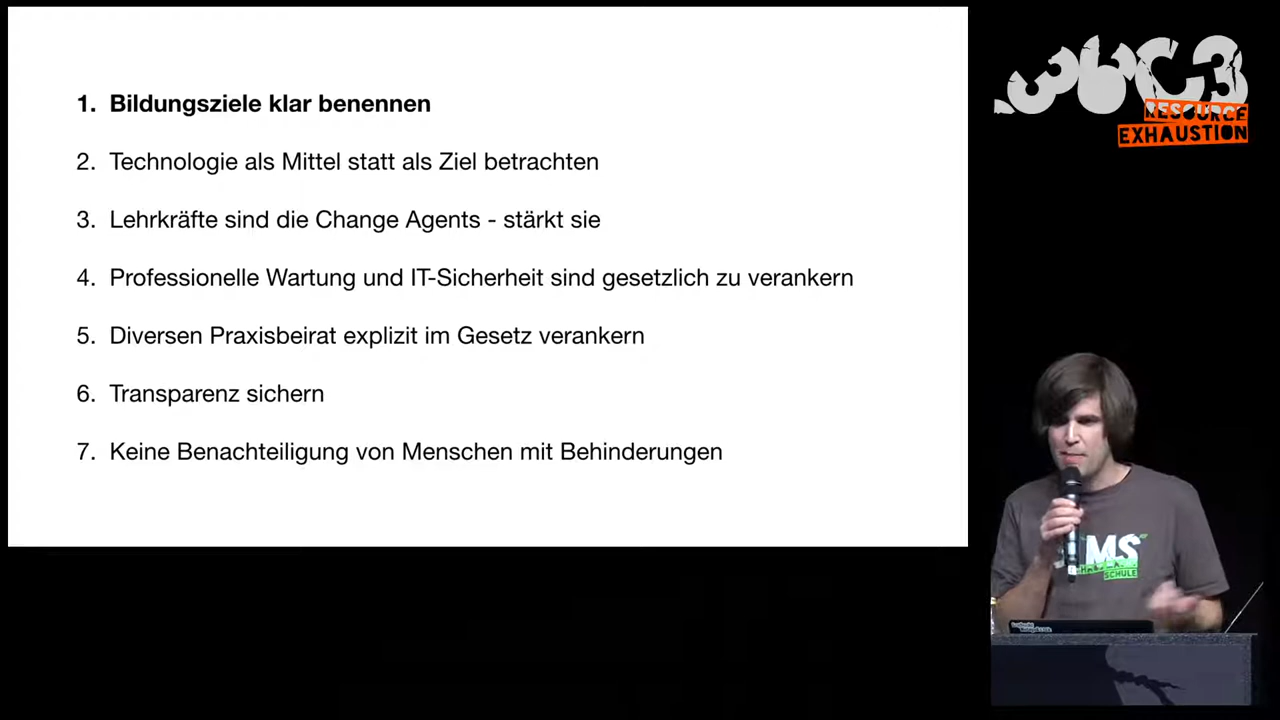 1. Bildungsziele klar benennen
2. Technologie als Mittel statt als Ziel betrachten
3. Lehrkräfte sind die Change Agents - stärkt sie
4. Professionelle Wartung und IT-Sicherheit sind gesetzlich zu verankern
5. Diversen Praxisbeirat explizit im Gesetz verankern
6. Transparenz sichern
7. Keine Benachteiligung von Menschen mit Behinderungen
36C3
RESOURCE
EXHAUSTION
MS
SCHULE